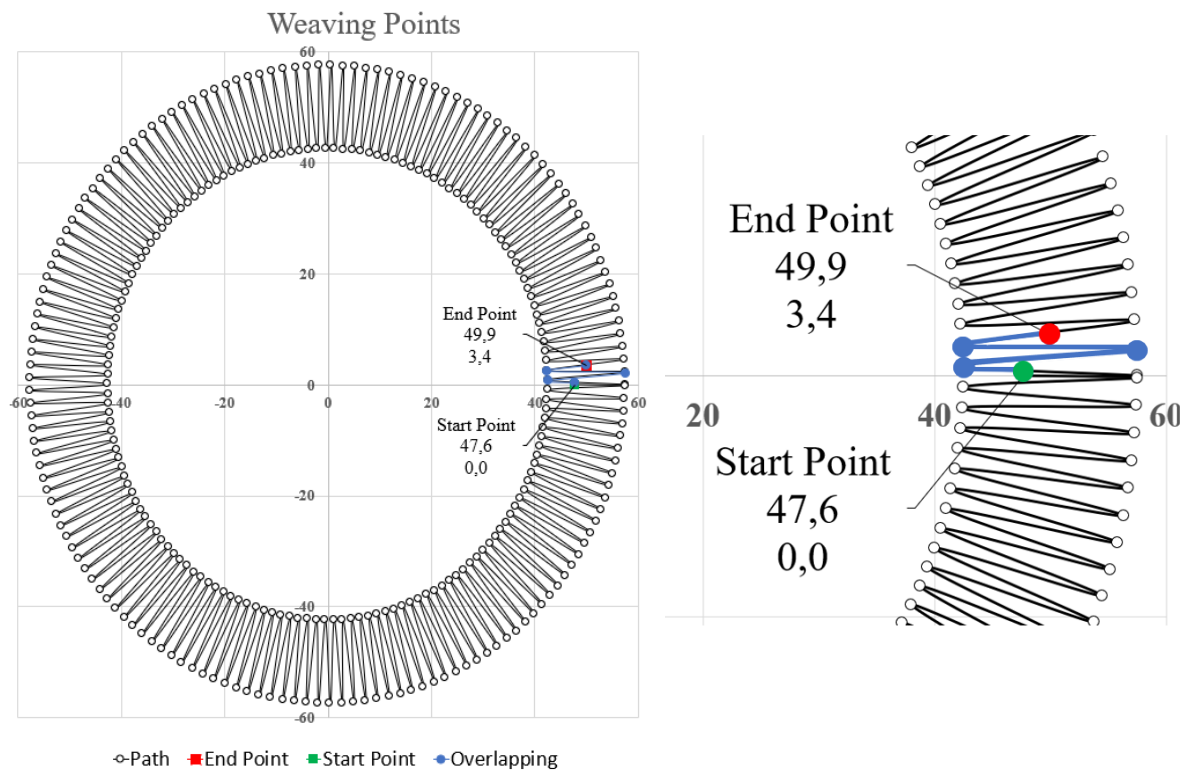 Weaving Points
60
40
20
End Point
49,9
3,4
-60 -40 -20 0 20 40 60
0
Start Point
47,6
0,0
-20
-40
-60
Path End Point Start Point Overlapping
End Point
49,9
3,4
20 40 60
Start Point
47,6
0,0